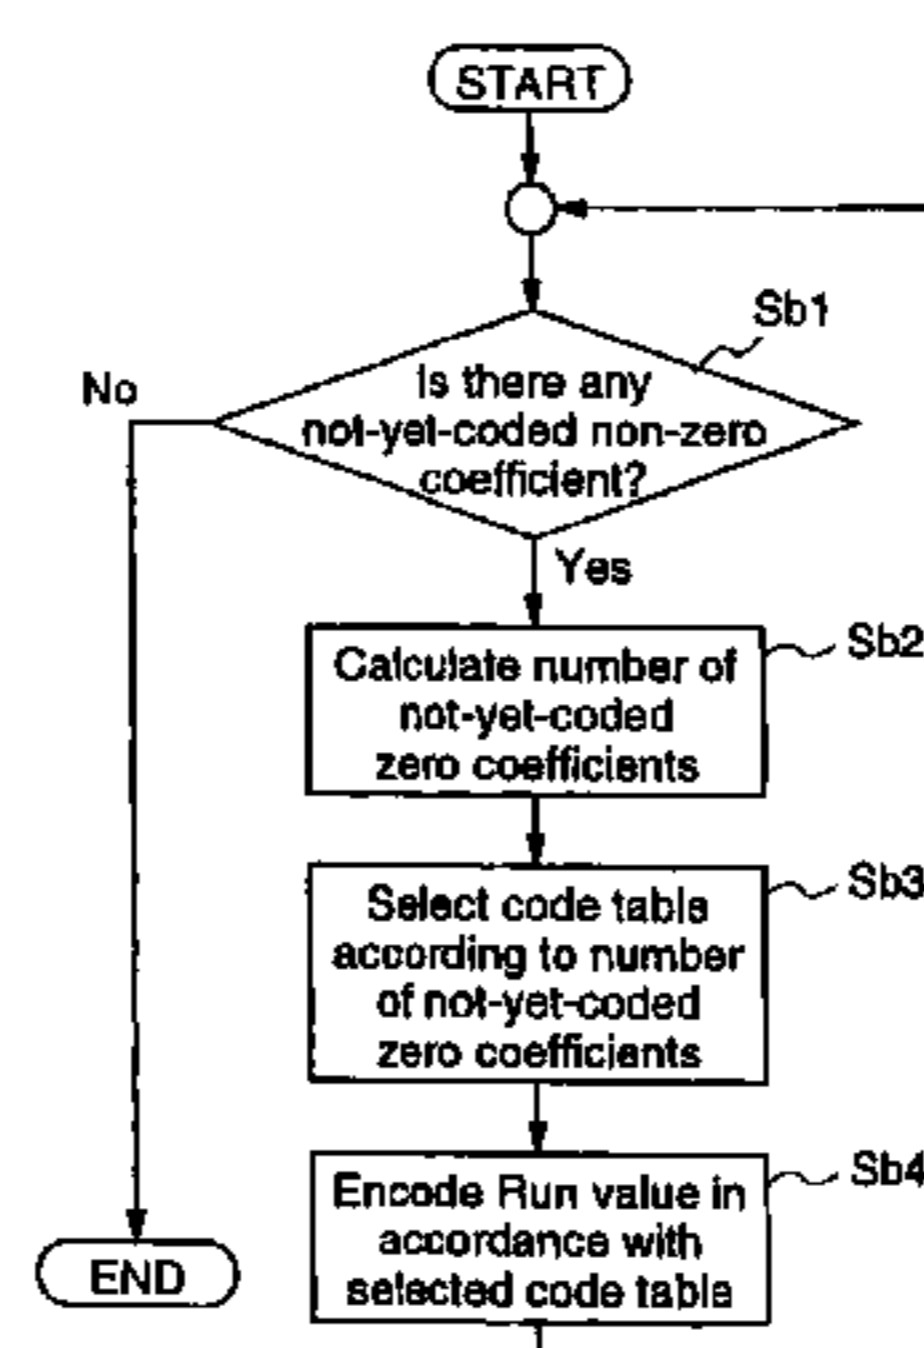 START
Sb1
No
Is there any
not-yet-coded non-zero
coefficient?
Yes
Sb2
Calculate number of
not-yet-coded
zero coefficients
Sb3
Select code table
according to number
of not-yet-coded
zero coefficients
Sb4
Encode Run value in
accordance with
selected code table
END